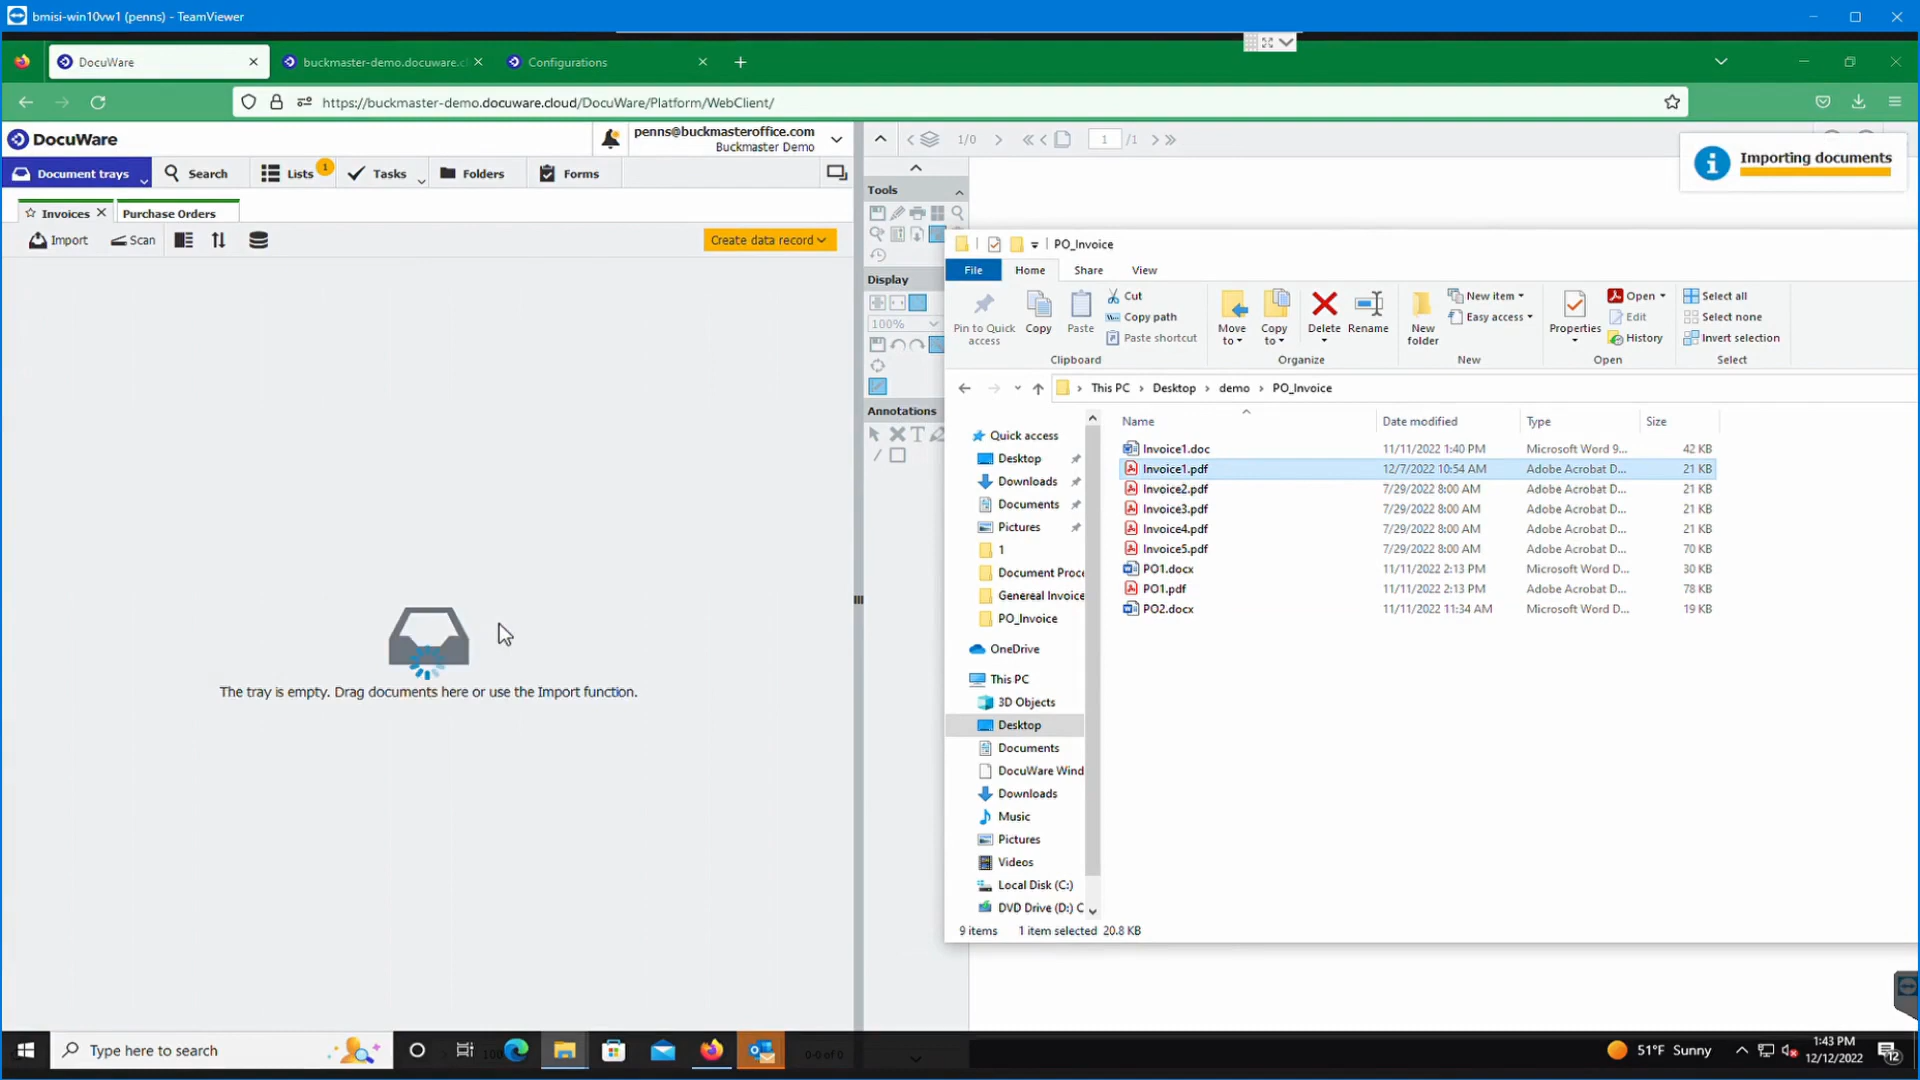 bmisi-win10vw1 (penns) - TeamViewer
DocuWare
buckmaster-demo.docuware.c
Configurations
https://buckmaster-demo.docuware.cloud/DocuWare/Platform/WebClient/
DocuWare
penns@buckmasteroffice.com
Buckmaster Demo
1/0
1 /1
Importing documents
Document trays
Search
Lists
1
Tasks
Folders
Forms
Tools
Invoices
Purchase Orders
Import
Scan
Create data record
PO_Invoice
File
Home
Share
View
Display
100%
Annotations
Pin to Quick access
Copy
Paste
Cut
Copy path
Paste shortcut
Move to
Copy to
Delete
Rename
New folder
New item
Easy access
Properties
Open
Edit
History
Select all
Select none
Invert selection
Clipboard
Organize
New
Open
Select
This PC
Desktop
demo
PO_Invoice
Name
Date modified
Type
Size
Quick access
Desktop
Downloads
Documents
Pictures
1
Document Proce
Genereal Invoice
PO_Invoice
OneDrive
This PC
3D Objects
Desktop
Documents
DocuWare Wind
Downloads
Music
Pictures
Videos
Local Disk (C:)
DVD Drive (D:) C
Invoice1.doc 11/11/2022 1:40 PM Microsoft Word 9... 42 KB
Invoice1.pdf 12/7/2022 10:54 AM Adobe Acrobat D... 21 KB
Invoice2.pdf 7/29/2022 8:00 AM Adobe Acrobat D... 21 KB
Invoice3.pdf 7/29/2022 8:00 AM Adobe Acrobat D... 21 KB
Invoice4.pdf 7/29/2022 8:00 AM Adobe Acrobat D... 21 KB
Invoice5.pdf 7/29/2022 8:00 AM Adobe Acrobat D... 70 KB
PO1.docx 11/11/2022 2:13 PM Microsoft Word D... 30 KB
PO1.pdf 11/11/2022 2:13 PM Adobe Acrobat D... 78 KB
PO2.docx 11/11/2022 11:34 AM Microsoft Word D... 19 KB
The tray is empty. Drag documents here or use the Import function.
9 items
1 item selected 20.8 KB
Type here to search
0-0 of 0
51°F Sunny
1:43 PM
12/12/2022
12